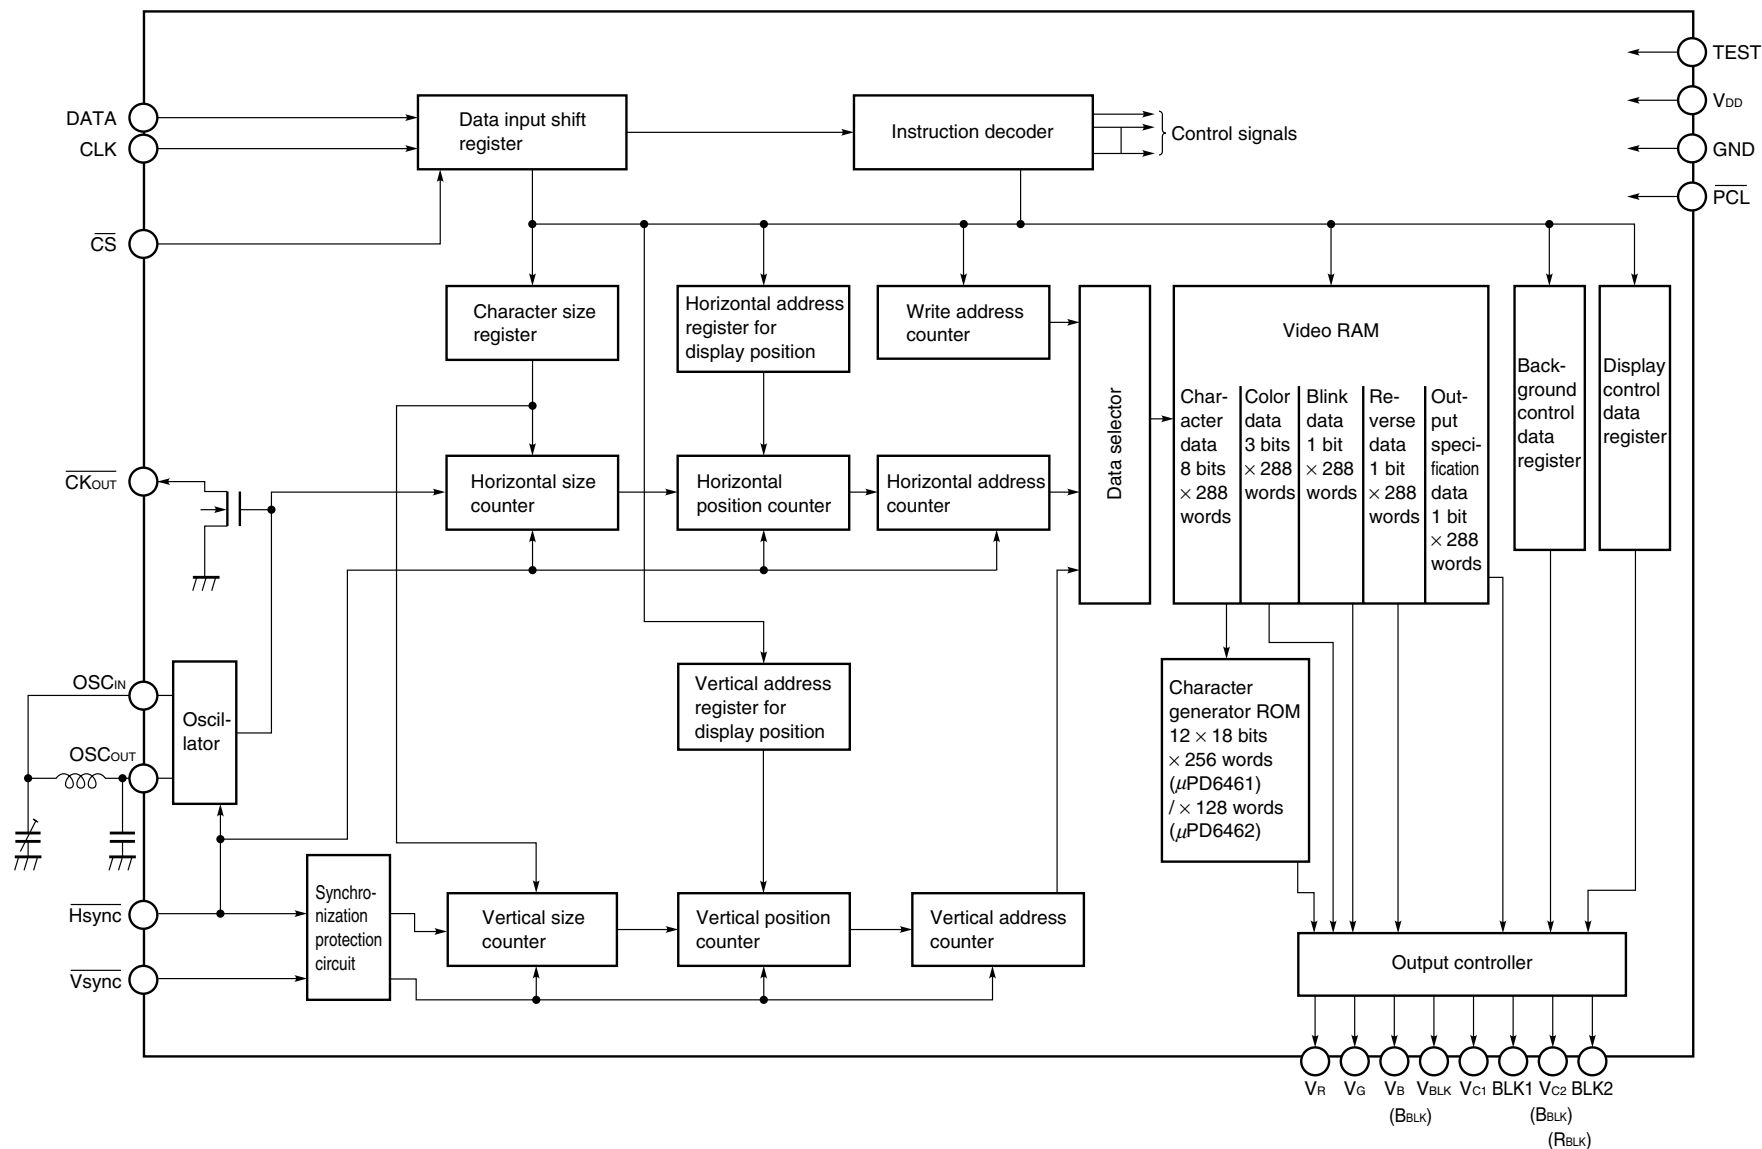 TEST
DATA
Data input shift
register
Instruction decoder
Control signals
VDD
CLK
GND
PCL
CS
Character size
register
Horizontal address
register for
display position
Write address
counter
Data selector
Video RAM
Char-
acter
data
8 bits
× 288
words
Color
data
3 bits
× 288
words
Blink
data
1 bit
× 288
words
Re-
verse
data
1 bit
× 288
words
Out-
put
speci-
fication
data
1 bit
× 288
words
Back-
ground
control
data
register
Display
control
data
register
CKOUT
Horizontal size
counter
Horizontal
position counter
Horizontal address
counter
OSCIN
Oscil-
lator
OSCOUT
Vertical address
register for
display position
Character
generator ROM
12 × 18 bits
× 256 words
(μPD6461)
/ × 128 words
(μPD6462)
Hsync
Vsync
Synchro-
nization
protection
circuit
Vertical size
counter
Vertical position
counter
Vertical address
counter
Output controller
VR VG VB VBLK VC1 BLK1 VC2 BLK2
(BBLK) (BBLK)
(RBLK)